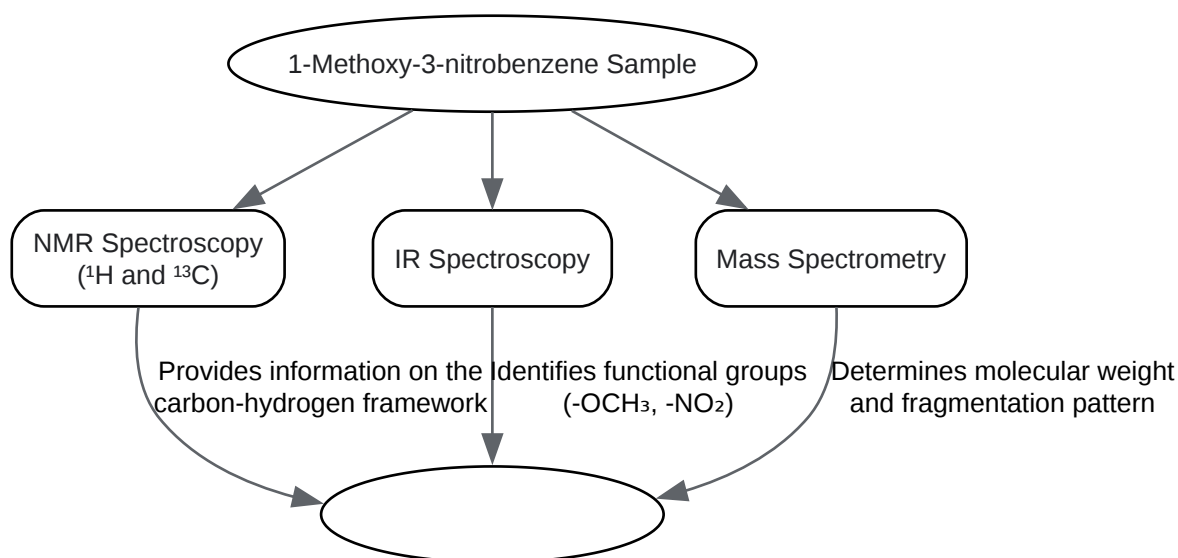 1-Methoxy-3-nitrobenzene Sample
NMR Spectroscopy
(¹H and ¹³C)
IR Spectroscopy
Mass Spectrometry
Provides information on the
carbon-hydrogen framework
Identifies functional groups
(-OCH₃, -NO₂)
Determines molecular weight
and fragmentation pattern